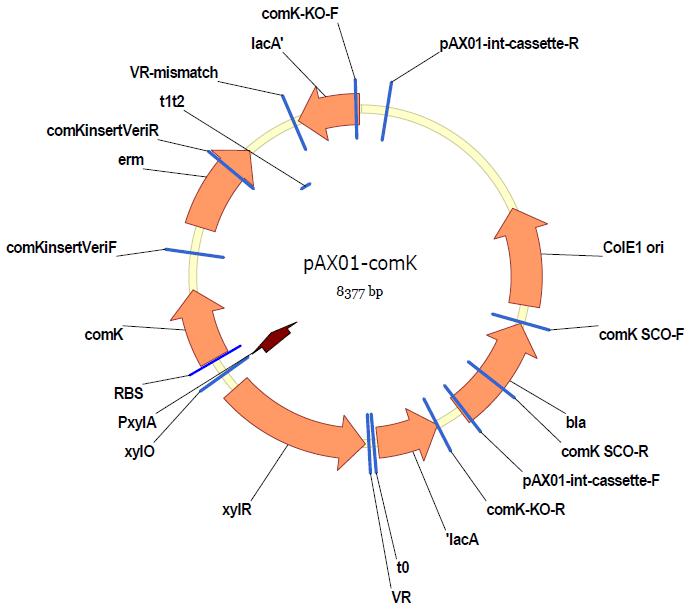 comK-KO-F
lacA'
pAX01-int-cassette-R
VR-mismatch
t1t2
comKinsertVeriR
erm
comKinsertVeriF
ColE1 ori
pAX01-comK
8377 bp
comK
comK SCO-F
RBS
PxylA
xylO
bla
comK SCO-R
pAX01-int-cassette-F
xylR
comK-KO-R
'lacA
t0
VR